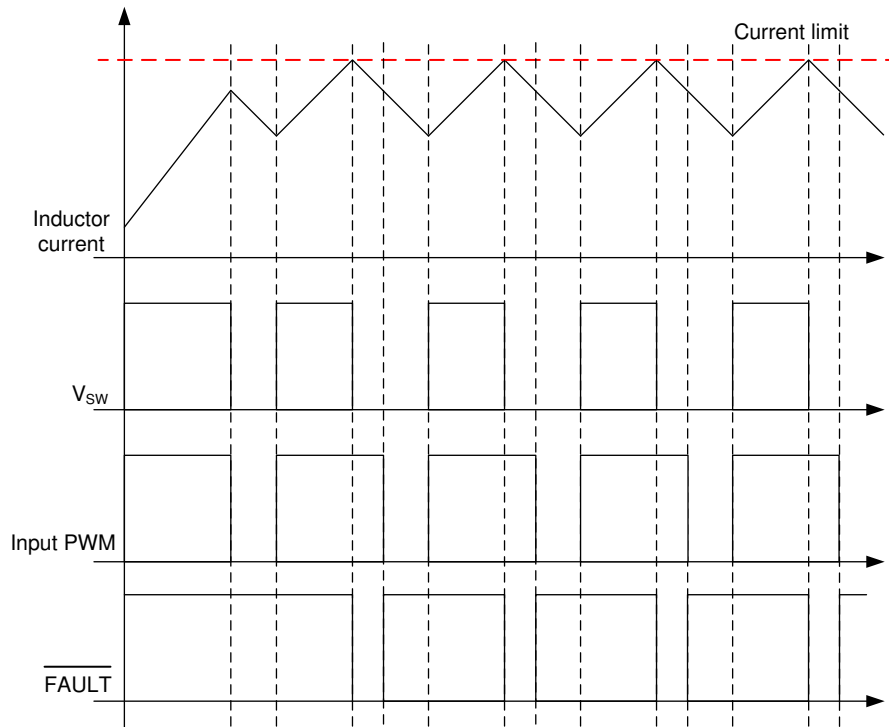 Current limit
Inductor
current
V_SW
Input PWM
FAULT